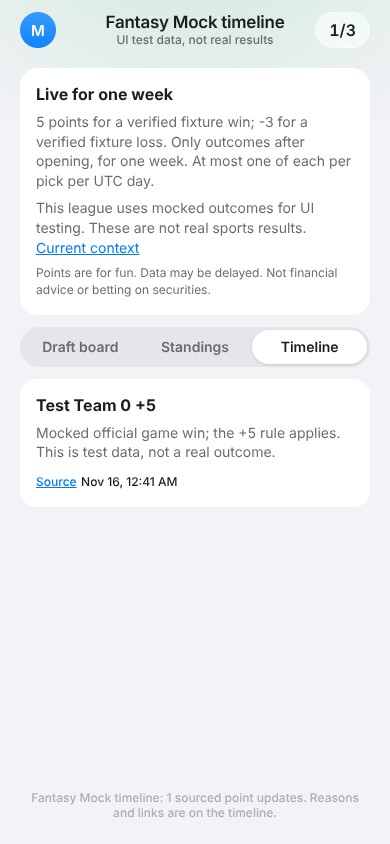 M
Fantasy Mock timeline
UI test data, not real results
1/3
Live for one week
5 points for a verified fixture win; -3 for a
verified fixture loss. Only outcomes after
opening, for one week. At most one of each per
pick per UTC day.
This league uses mocked outcomes for UI
testing. These are not real sports results.
Current context
Points are for fun. Data may be delayed. Not financial
advice or betting on securities.
Draft board
Standings
Timeline
Test Team 0 +5
Mocked official game win; the +5 rule applies.
This is test data, not a real outcome.
Source Nov 16, 12:41 AM
Fantasy Mock timeline: 1 sourced point updates. Reasons
and links are on the timeline.